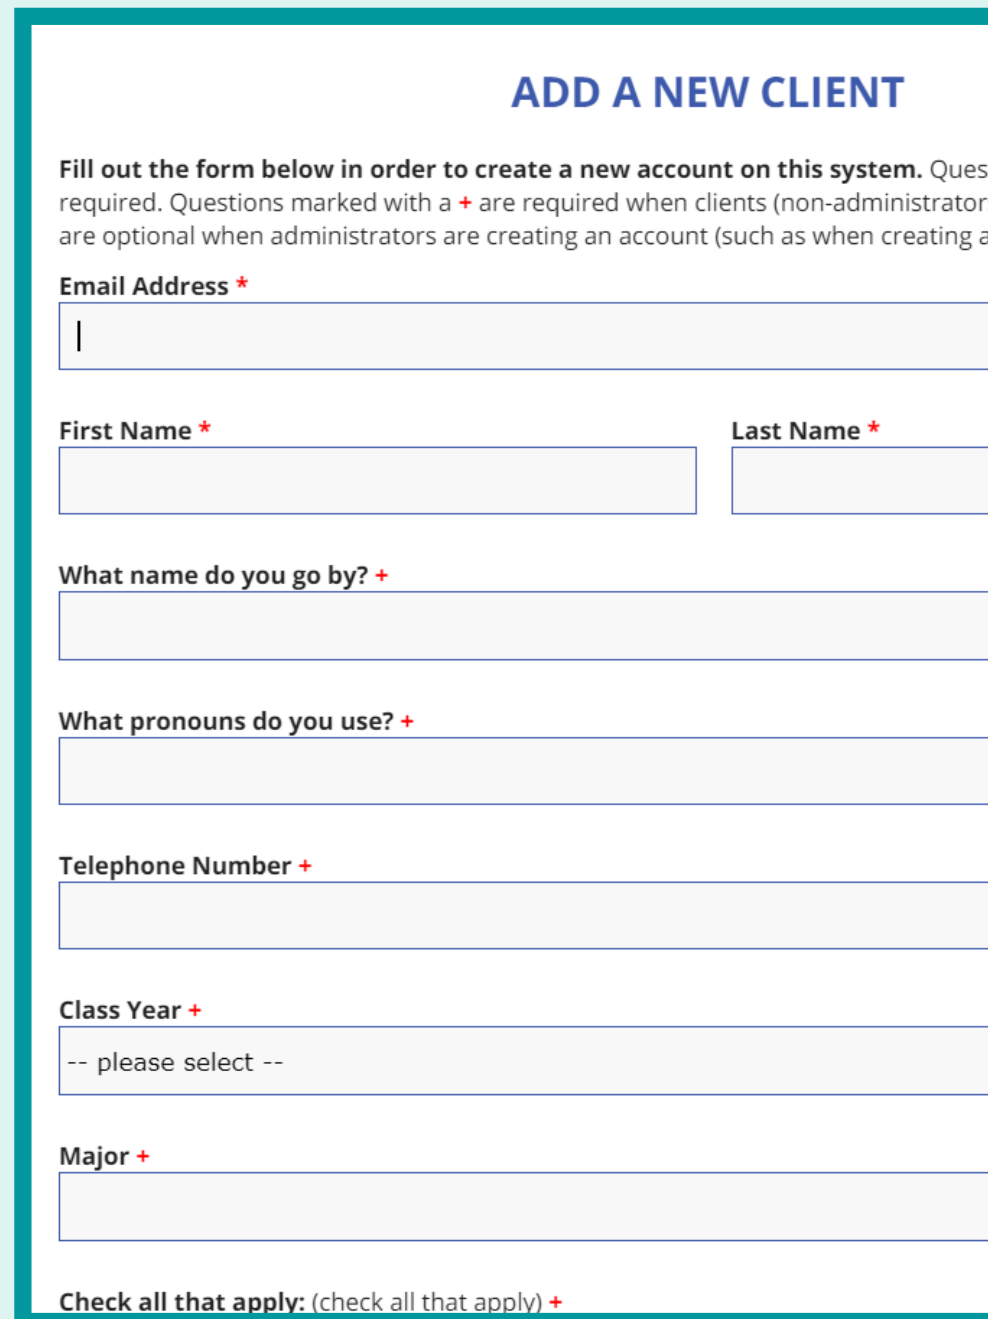 ADD A NEW CLIENT
Fill out the form below in order to create a new account on this system. Ques
required. Questions marked with a + are required when clients (non-administrator
are optional when administrators are creating an account (such as when creating a
Email Address *
First Name *
Last Name *
What name do you go by? +
What pronouns do you use? +
Telephone Number +
Class Year +
-- please select --
Major +
Check all that apply: (check all that apply) +